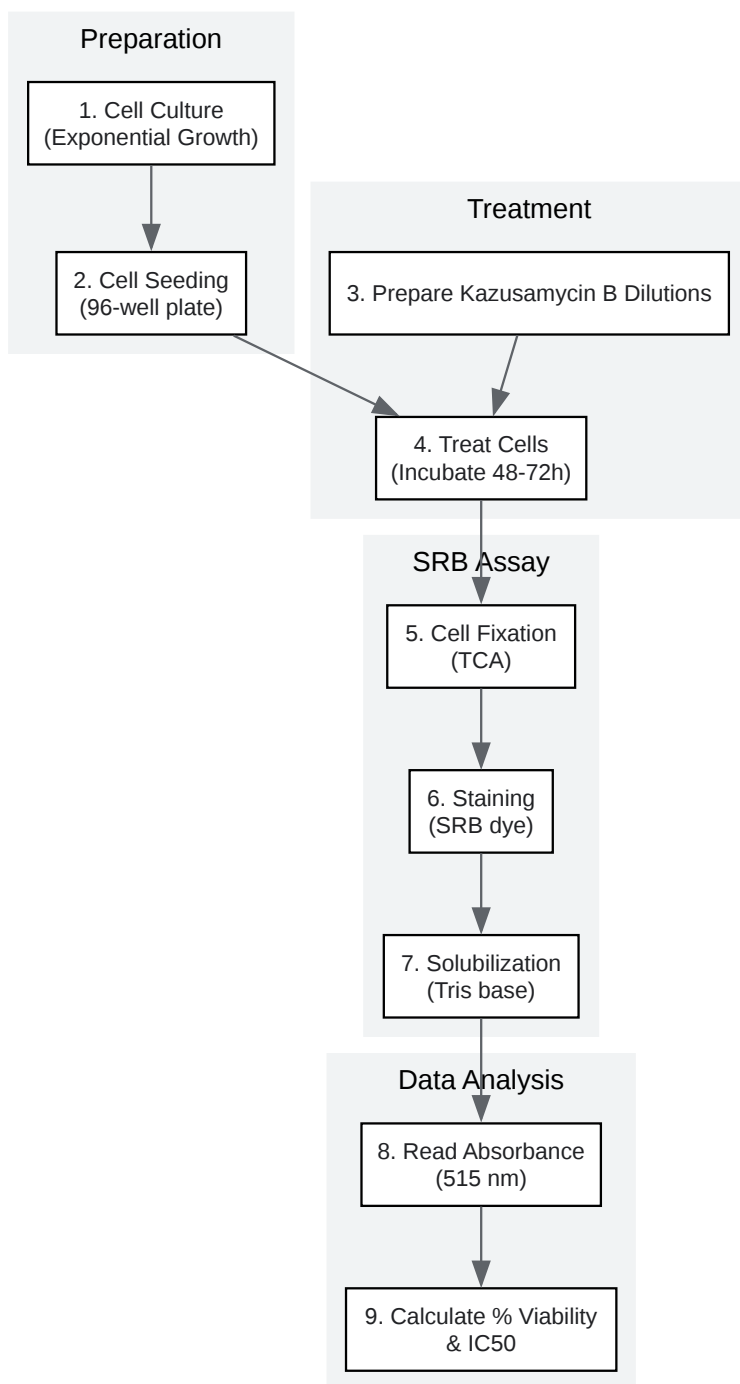 Preparation
1. Cell Culture
(Exponential Growth)
2. Cell Seeding
(96-well plate)
Treatment
3. Prepare Kazusamycin B Dilutions
4. Treat Cells
(Incubate 48-72h)
SRB Assay
5. Cell Fixation
(TCA)
6. Staining
(SRB dye)
7. Solubilization
(Tris base)
Data Analysis
8. Read Absorbance
(515 nm)
9. Calculate % Viability
& IC50